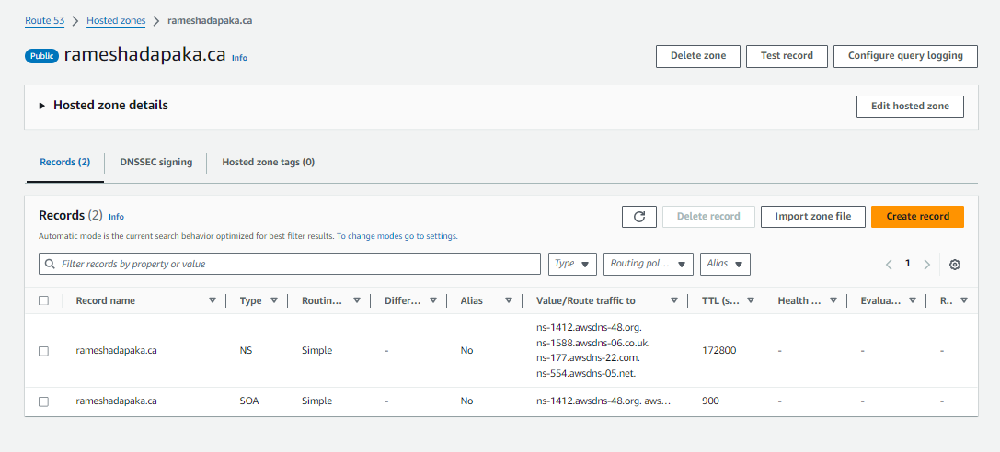 Route 53 Hosted zones rameshadapaka.ca
Public rameshadapaka.ca Info
Delete zone Test record Configure query logging
Hosted zone details Edit hosted zone
Records (2) DNSSEC signing Hosted zone tags (0)
Records (2) Info Delete record Import zone file Create record
Automatic mode is the current search behavior optimized for best filter results. To change modes go to settings.
Filter records by property or value Type Routing pol... Alias 1
Record name Type Routin... Differ... Alias Value/Route traffic to TTL (s... Health ... Evalua... R..
rameshadapaka.ca NS Simple - No ns-1412.awsdns-48.org. 172800 - - -
ns-1588.awsdns-06.co.uk.
ns-177.awsdns-22.com.
ns-554.awsdns-05.net.
rameshadapaka.ca SOA Simple - No ns-1412.awsdns-48.org. aws... 900 - - -